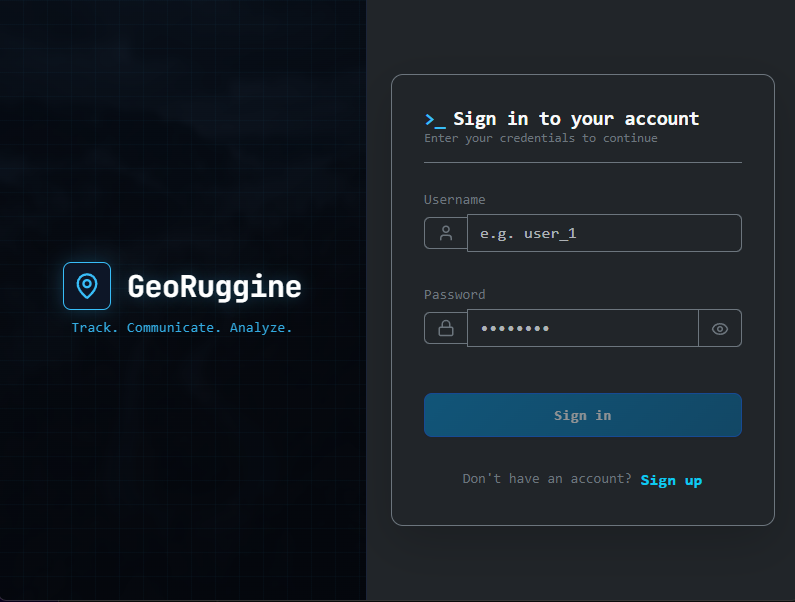 GeoRuggine
Track. Communicate. Analyze.
>_ Sign in to your account
Enter your credentials to continue
Username
e.g. user_1
Password
••••••••
Sign in
Don't have an account? Sign up